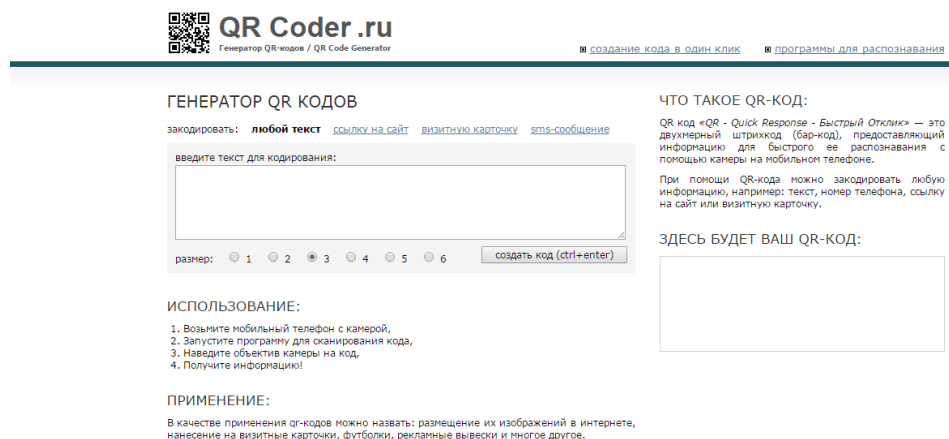 QR Coder.ru
Генератор QR-кодов / QR Code Generator
создание кода в один клик
программы для распознавания
ГЕНЕРАТОР QR КОДОВ
закодировать: любой текст ссылку на сайт визитную карточку sms-сообщение
введите текст для кодирования:
размер: 1 2 3 4 5 6 создать код (ctrl+enter)
ИСПОЛЬЗОВАНИЕ:
1. Возьмите мобильный телефон с камерой,
2. Запустите программу для сканирования кода,
3. Наведите объектив камеры на код,
4. Получите информацию!
ПРИМЕНЕНИЕ:
В качестве применения qr-кодов можно назвать: размещение их изображений в интернете,
нанесение на визитные карточки, футболки, рекламные вывески и многое другое.
ЧТО ТАКОЕ QR-КОД:
QR код «QR - Quick Response - Быстрый Отклик» — это
двухмерный штрихкод (бар-код), предоставляющий
информацию для быстрого ее распознавания с
помощью камеры на мобильном телефоне.
При помощи QR-кода можно закодировать любую
информацию, например: текст, номер телефона, ссылку
на сайт или визитную карточку.
ЗДЕСЬ БУДЕТ ВАШ QR-КОД: